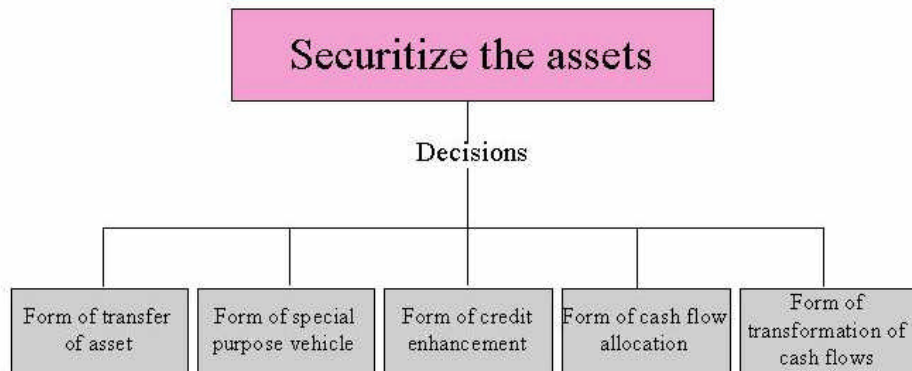 Securitize the assets
Decisions
Form of transfer
of asset
Form of special
purpose vehicle
Form of credit
enhancement
Form of cash flow
allocation
Form of
transformation of
cash flows